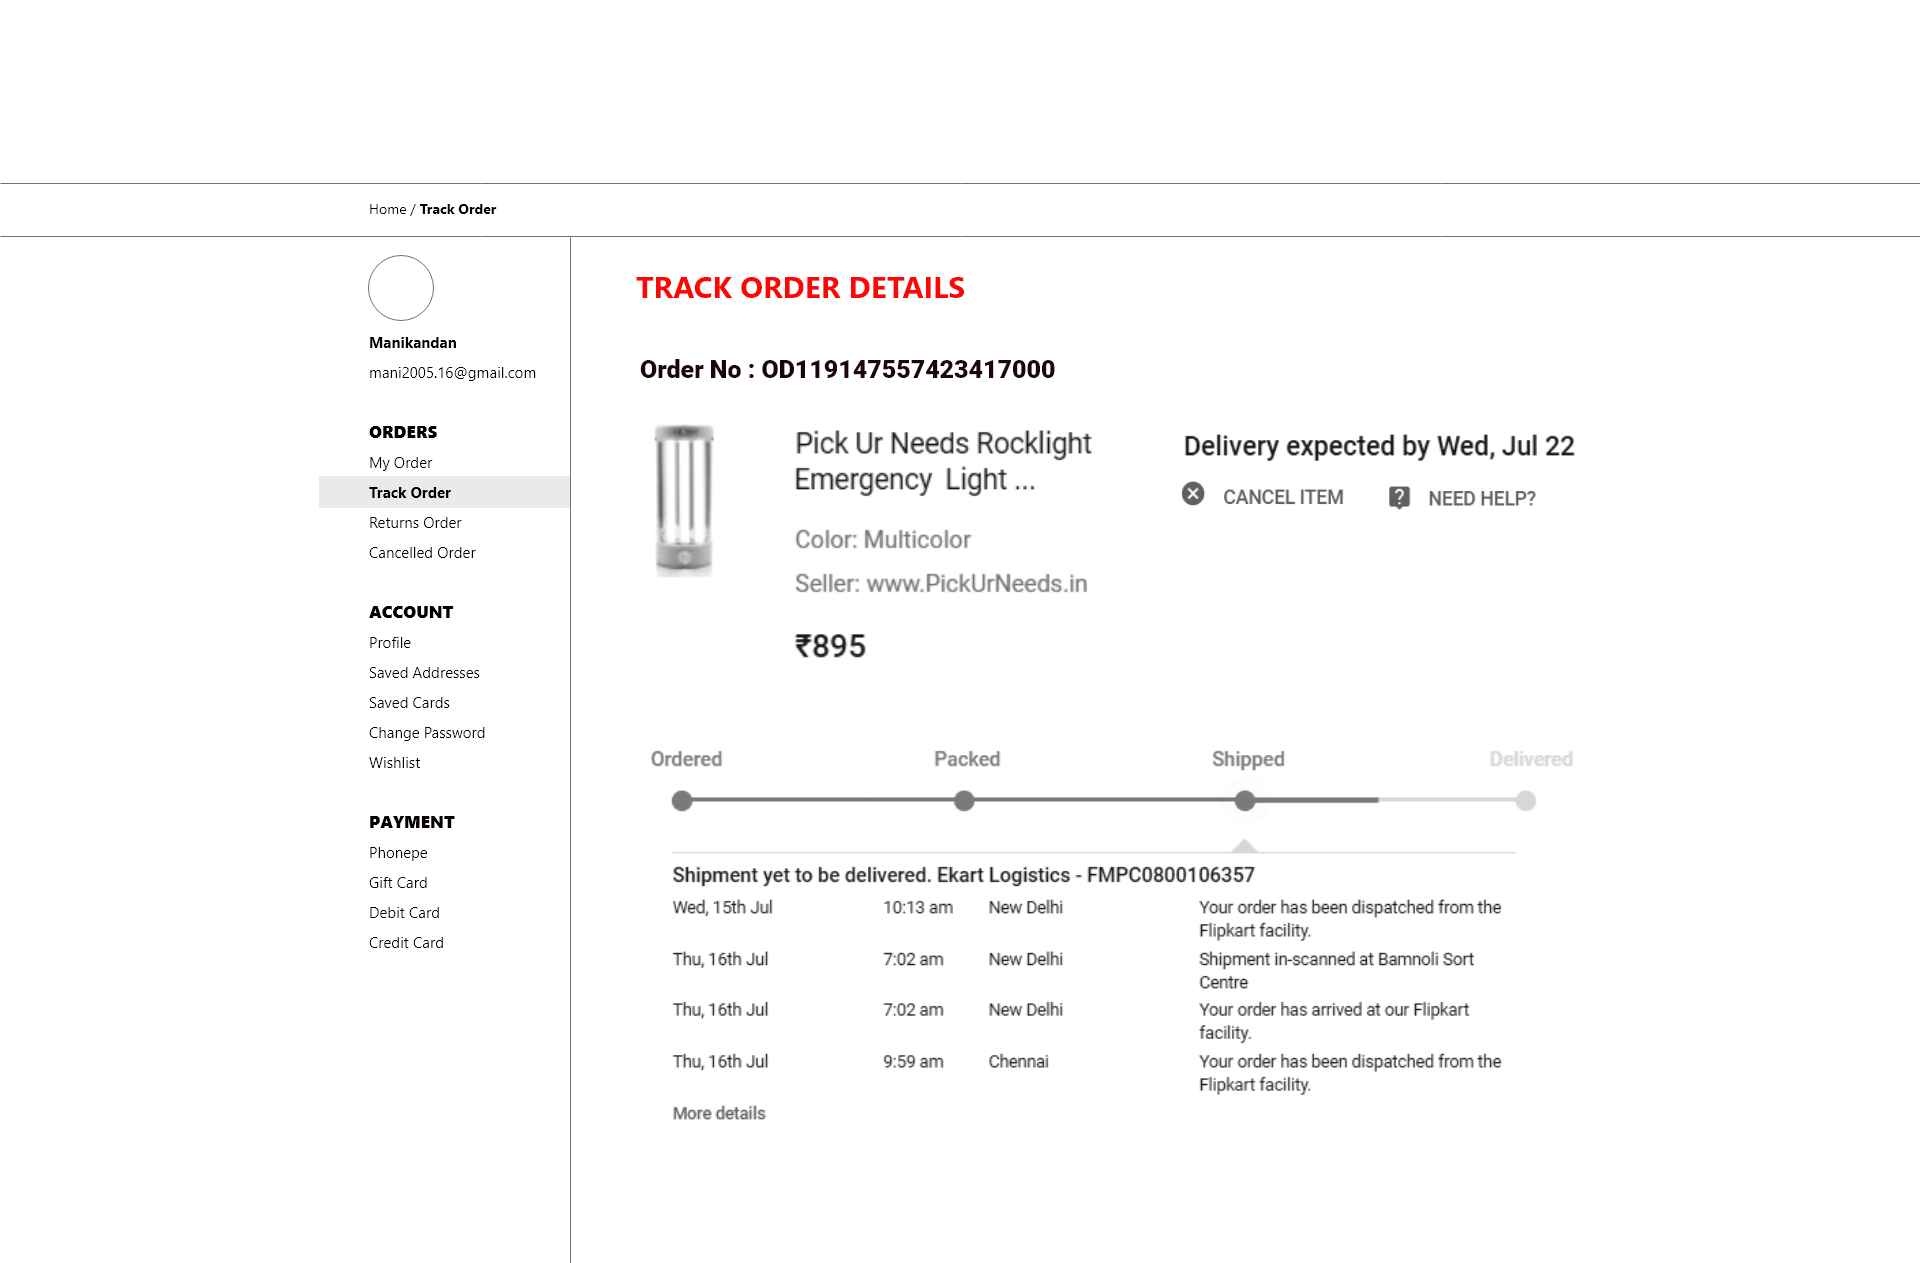 Home / Track Order
Manikandan
mani2005.16@gmail.com
ORDERS
My Order
Track Order
Returns Order
Cancelled Order
ACCOUNT
Profile
Saved Addresses
Saved Cards
Change Password
Wishlist
PAYMENT
Phonepe
Gift Card
Debit Card
Credit Card
TRACK ORDER DETAILS
Order No : OD119147557423417000
Pick Ur Needs Rocklight
Emergency Light ...
Color: Multicolor
Seller: www.PickUrNeeds.in
₹895
Delivery expected by Wed, Jul 22
CANCEL ITEM NEED HELP?
Ordered Packed Shipped Delivered
Shipment yet to be delivered. Ekart Logistics - FMPC0800106357
Wed, 15th Jul 10:13 am New Delhi Your order has been dispatched from the
Flipkart facility.
Thu, 16th Jul 7:02 am New Delhi Shipment in-scanned at Bamnoli Sort
Centre
Thu, 16th Jul 7:02 am New Delhi Your order has arrived at our Flipkart
facility.
Thu, 16th Jul 9:59 am Chennai Your order has been dispatched from the
Flipkart facility.
More details